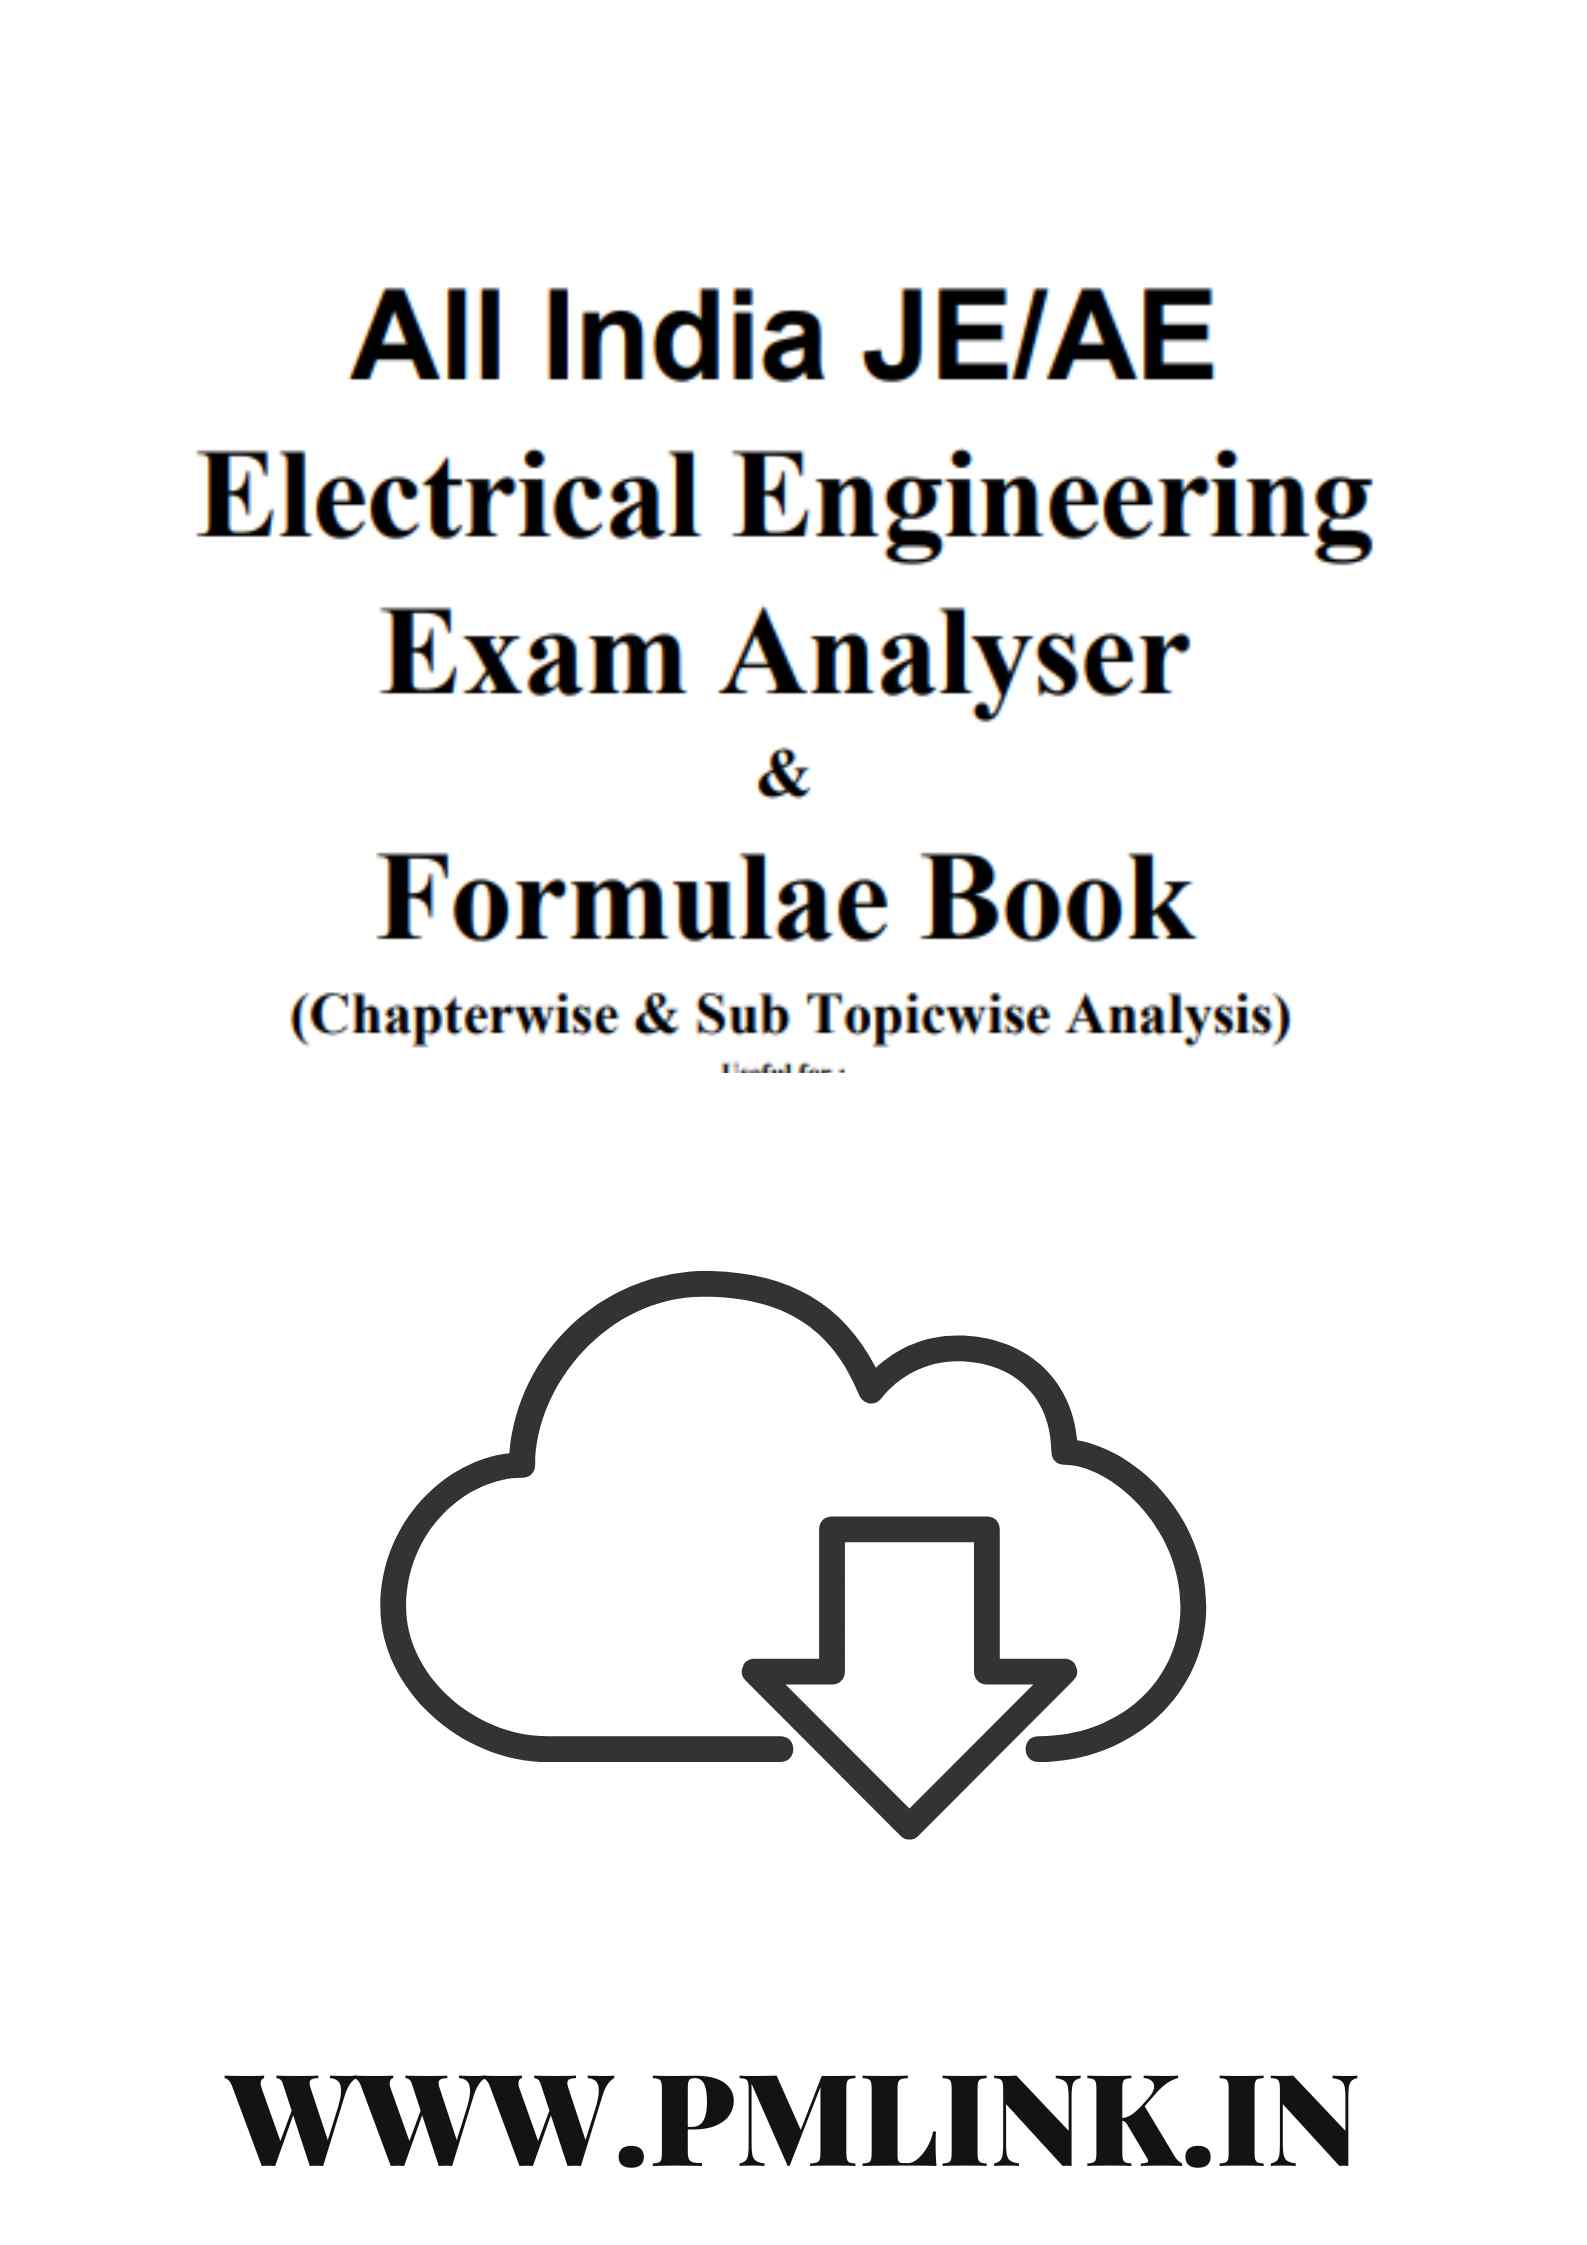 All India JE/AE
Electrical Engineering
Exam Analyser
&
Formulae Book
(Chapterwise & Sub Topicwise Analysis)
Useful for :
WWW.PMLINK.IN